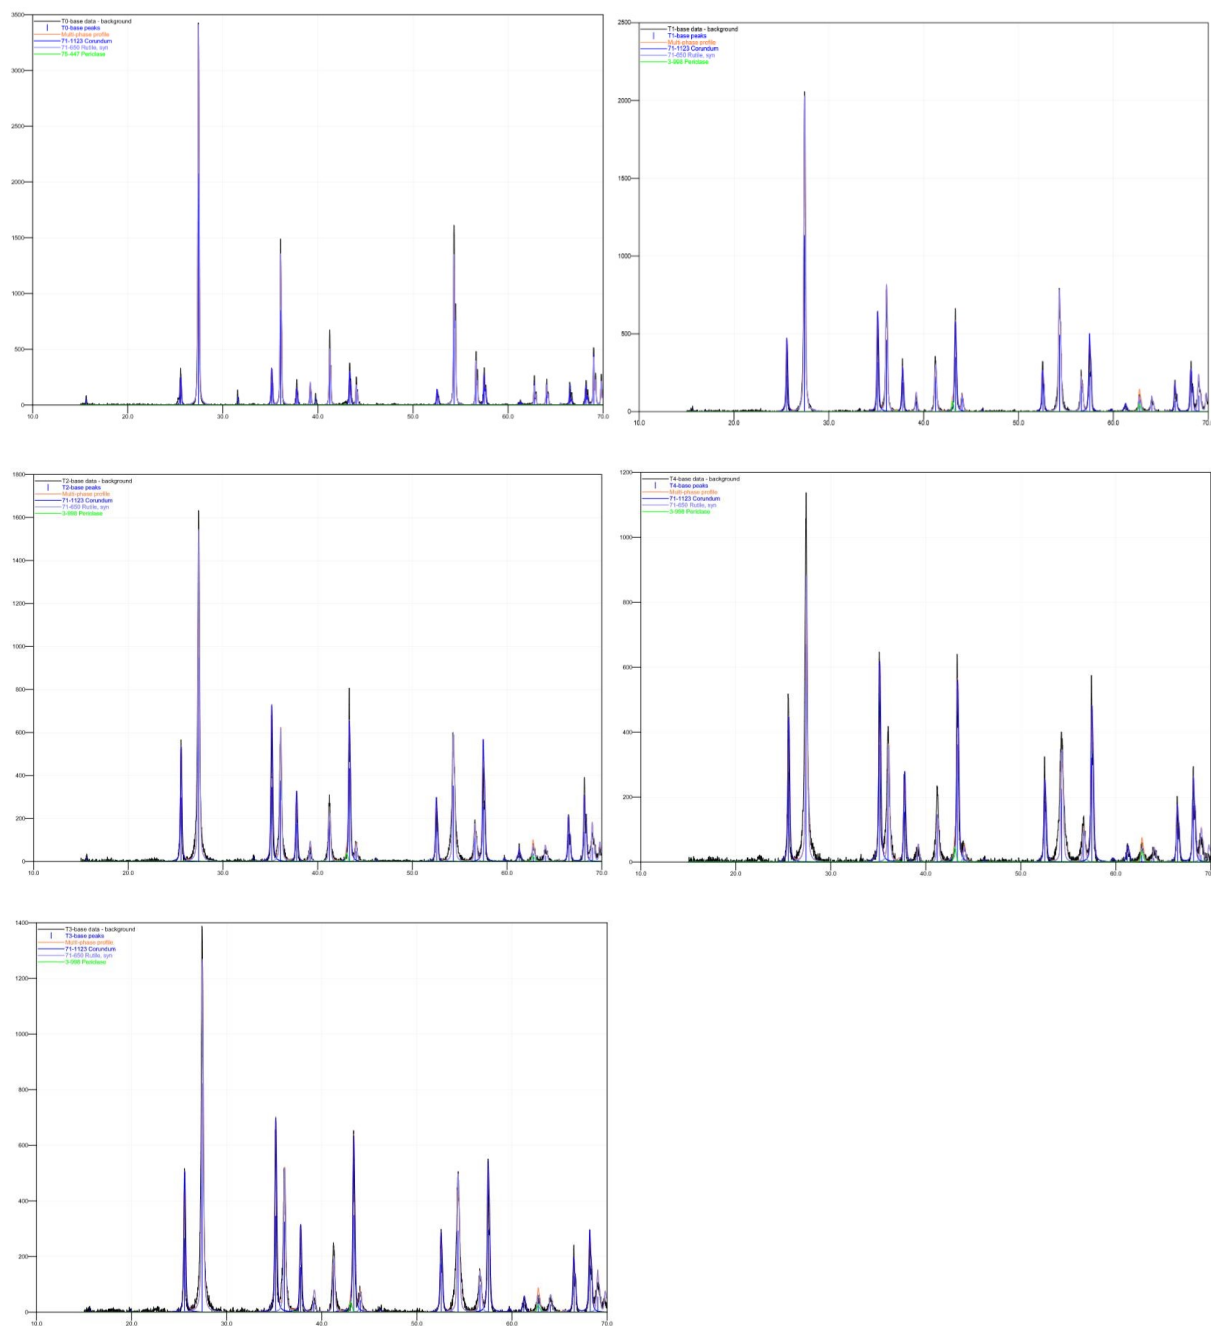 3500
3000
2500
2000
1500
1000
500
0
T0-base data - background
T0-base peaks
Multi-phase profile
71-1123 Corundum
71-650 Rutile, syn
75-447 Periclase
10.0 20.0 30.0 40.0 50.0 60.0 70.0
2500
2000
1500
1000
500
0
T1-base data - background
T1-base peaks
Multi-phase profile
71-1123 Corundum
71-650 Rutile, syn
3-998 Periclase
10.0 20.0 30.0 40.0 50.0 60.0 70.0
1800
1600
1400
1200
1000
800
600
400
200
0
T2-base data - background
T2-base peaks
Multi-phase profile
71-1123 Corundum
71-650 Rutile, syn
3-998 Periclase
10.0 20.0 30.0 40.0 50.0 60.0 70.0
1200
1000
800
600
400
200
0
T4-base data - background
T4-base peaks
Multi-phase profile
71-1123 Corundum
71-650 Rutile, syn
3-998 Periclase
10.0 20.0 30.0 40.0 50.0 60.0 70.0
1400
1200
1000
800
600
400
200
0
T3-base data - background
T3-base peaks
Multi-phase profile
71-1123 Corundum
71-650 Rutile, syn
3-998 Periclase
10.0 20.0 30.0 40.0 50.0 60.0 70.0